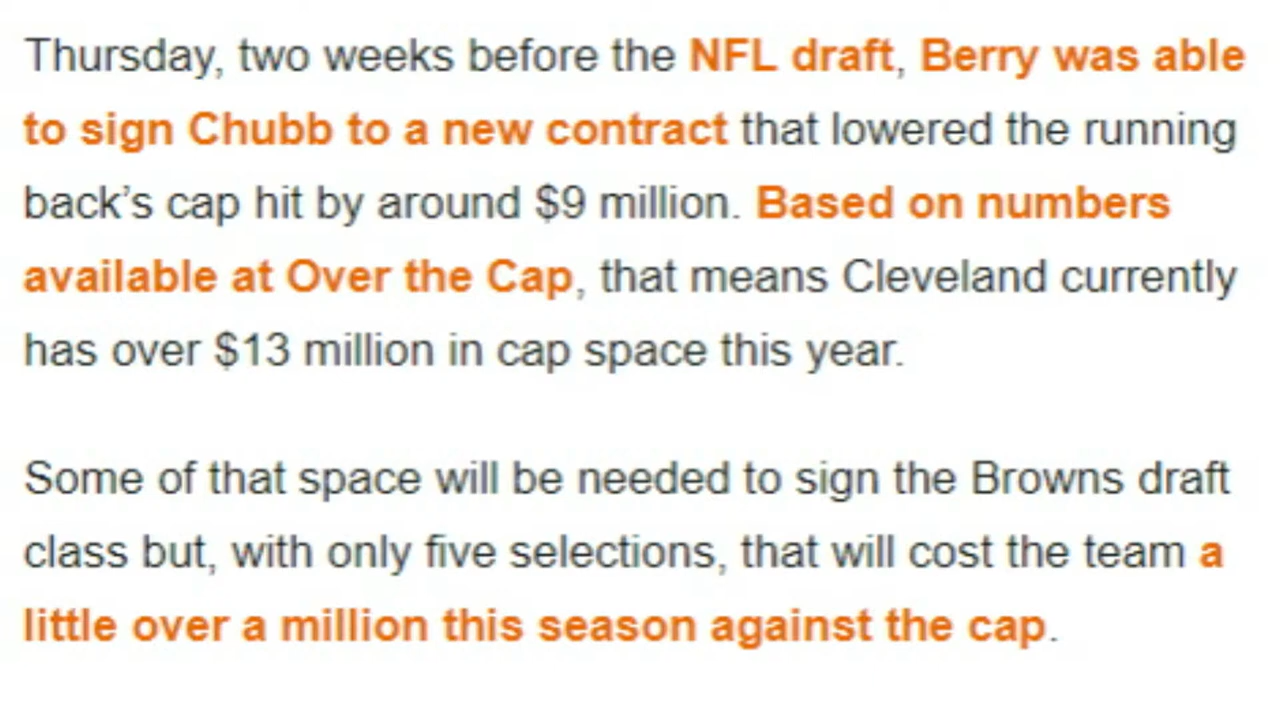 Thursday, two weeks before the NFL draft, Berry was able
to sign Chubb to a new contract that lowered the running
back’s cap hit by around $9 million. Based on numbers
available at Over the Cap, that means Cleveland currently
has over $13 million in cap space this year.
Some of that space will be needed to sign the Browns draft
class but, with only five selections, that will cost the team a
little over a million this season against the cap.